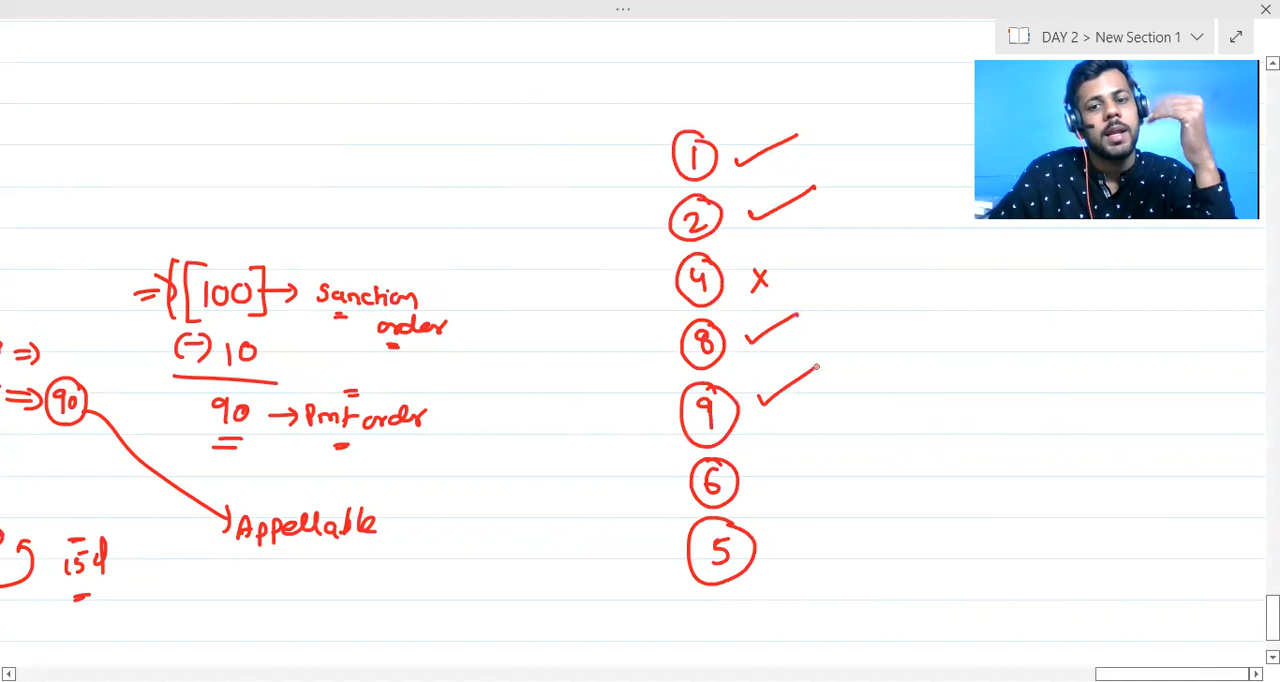 DAY 2 > New Section 1
1
2
4 x
8
9
6
5
=> [100] → Sanction
order
(-) 10
90 → Pmt order
=>
=> 90
Appellable
15d